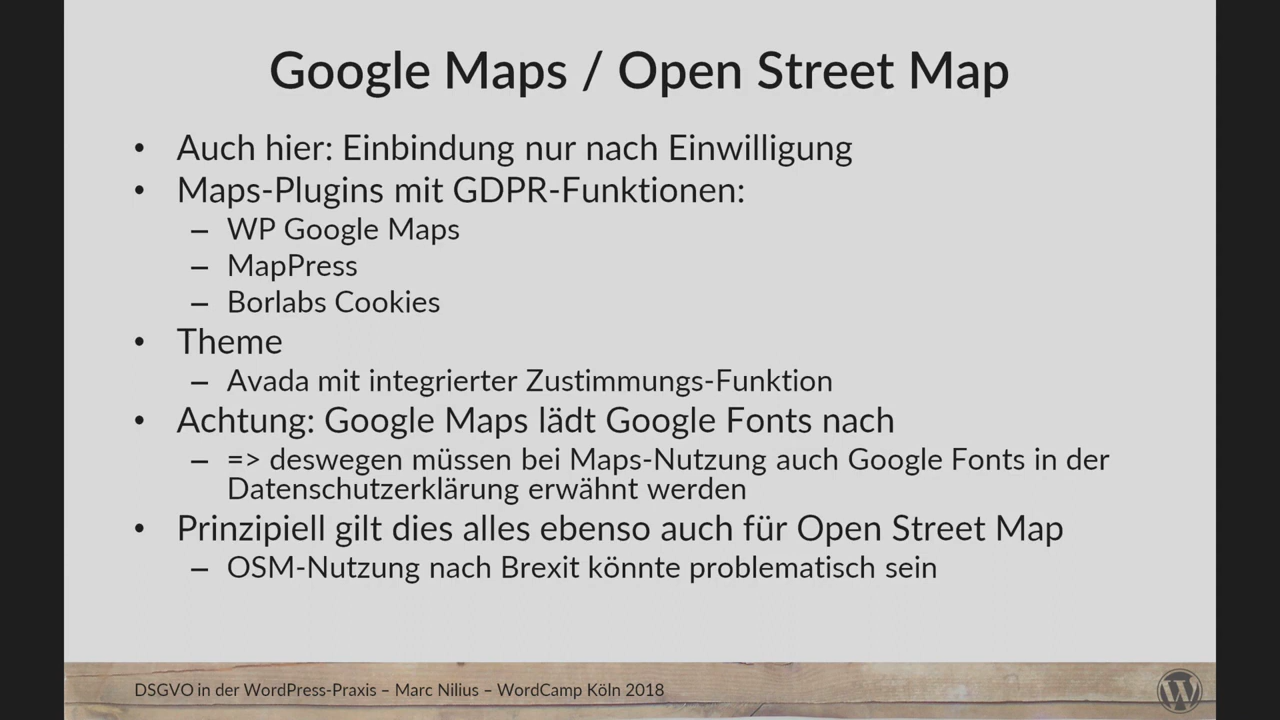 Google Maps / Open Street Map
• Auch hier: Einbindung nur nach Einwilligung
• Maps-Plugins mit GDPR-Funktionen:
– WP Google Maps
– MapPress
– Borlabs Cookies
• Theme
– Avada mit integrierter Zustimmungs-Funktion
• Achtung: Google Maps lädt Google Fonts nach
– => deswegen müssen bei Maps-Nutzung auch Google Fonts in der
Datenschutzerklärung erwähnt werden
• Prinzipiell gilt dies alles ebenso auch für Open Street Map
– OSM-Nutzung nach Brexit könnte problematisch sein
DSGVO in der WordPress-Praxis – Marc Nilius – WordCamp Köln 2018